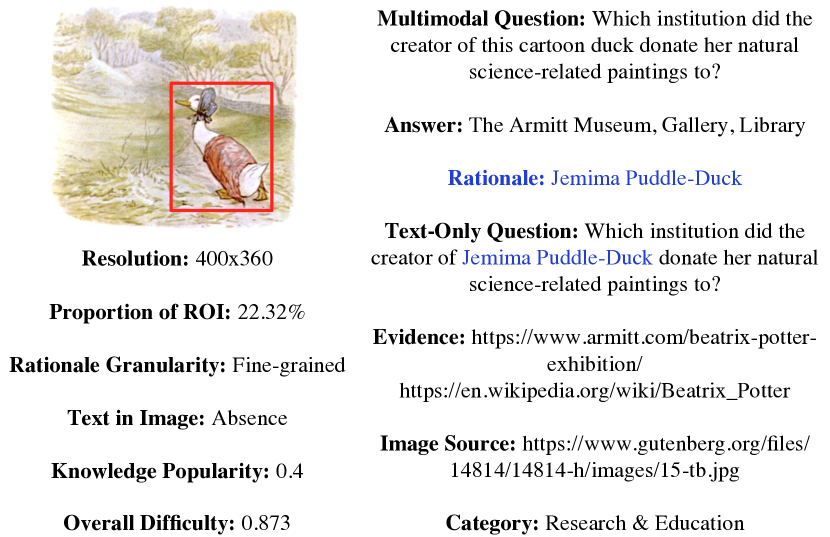 Resolution: 400x360
Proportion of ROI: 22.32%
Rationale Granularity: Fine-grained
Text in Image: Absence
Knowledge Popularity: 0.4
Overall Difficulty: 0.873
Multimodal Question: Which institution did the
creator of this cartoon duck donate her natural
science-related paintings to?
Answer: The Armitt Museum, Gallery, Library
Rationale: Jemima Puddle-Duck
Text-Only Question: Which institution did the
creator of Jemima Puddle-Duck donate her natural
science-related paintings to?
Evidence: https://www.armitt.com/beatrix-potter-
exhibition/
https://en.wikipedia.org/wiki/Beatrix_Potter
Image Source: https://www.gutenberg.org/files/
14814/14814-h/images/15-tb.jpg
Category: Research & Education